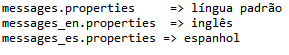 messages.properties     => língua padrão
messages_en.properties  => inglês
messages_es.properties => espanhol